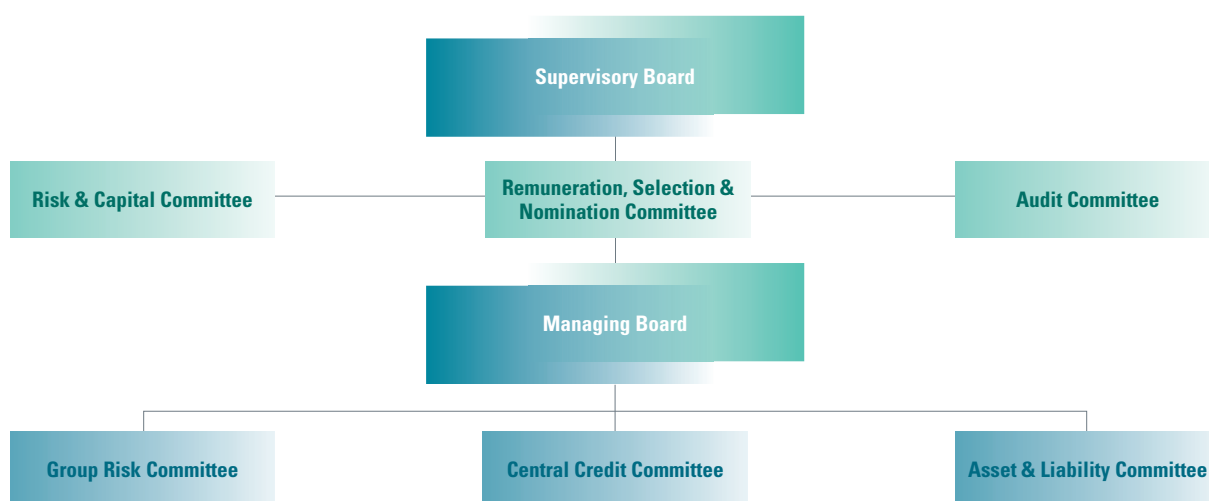 Supervisory Board
Risk & Capital Committee
Remuneration, Selection &
Nomination Committee
Audit Committee
Managing Board
Group Risk Committee
Central Credit Committee
Asset & Liability Committee